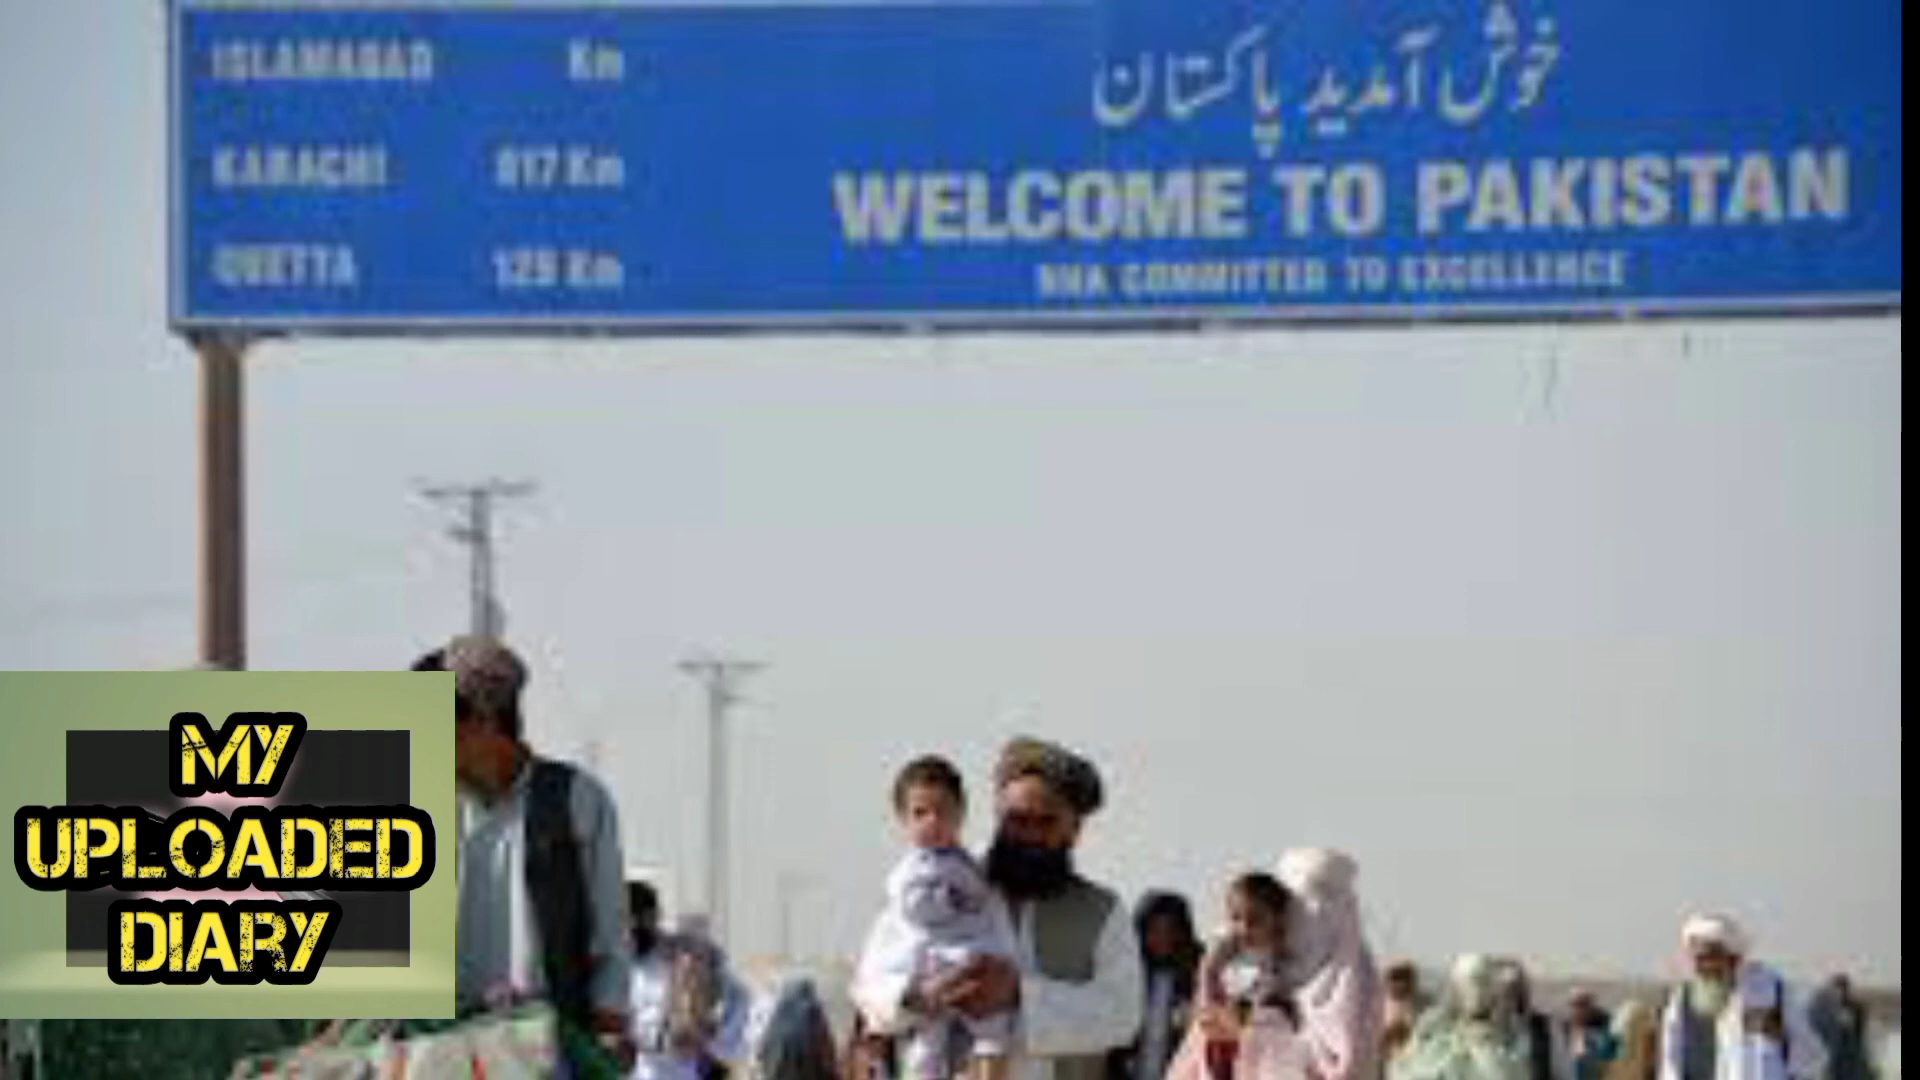 ISLAMABAD Km
KARACHI 817 Km
QUETTA 129 Km
خوش آمدید پاکستان
WELCOME TO PAKISTAN
NHA COMMITTED TO EXCELLENCE
MY
UPLOADED
DIARY